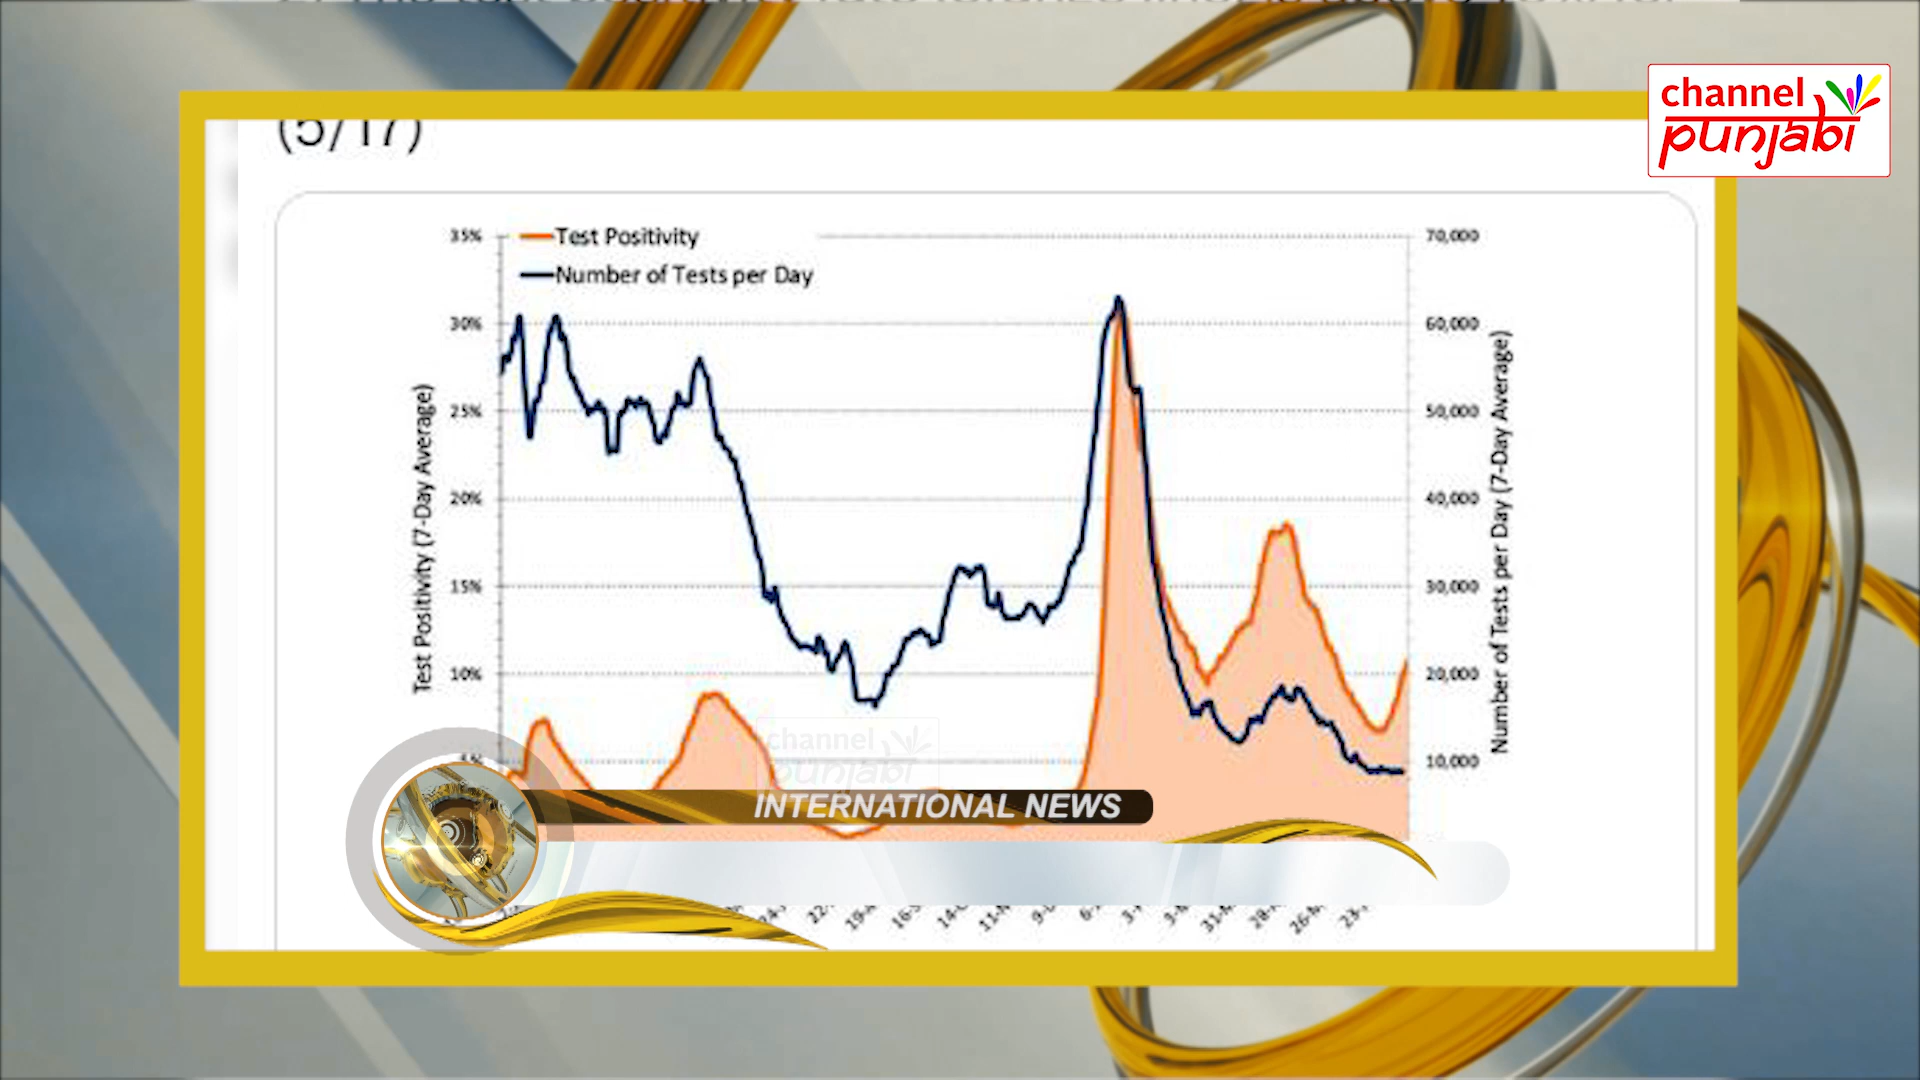 (5/17)
channel
punjabi
Test Positivity
Number of Tests per Day
35%
30%
25%
20%
15%
10%
Test Positivity (7-Day Average)
70,000
60,000
50,000
40,000
30,000
20,000
10,000
Number of Tests per Day (7-Day Average)
channel
punjabi
INTERNATIONAL NEWS